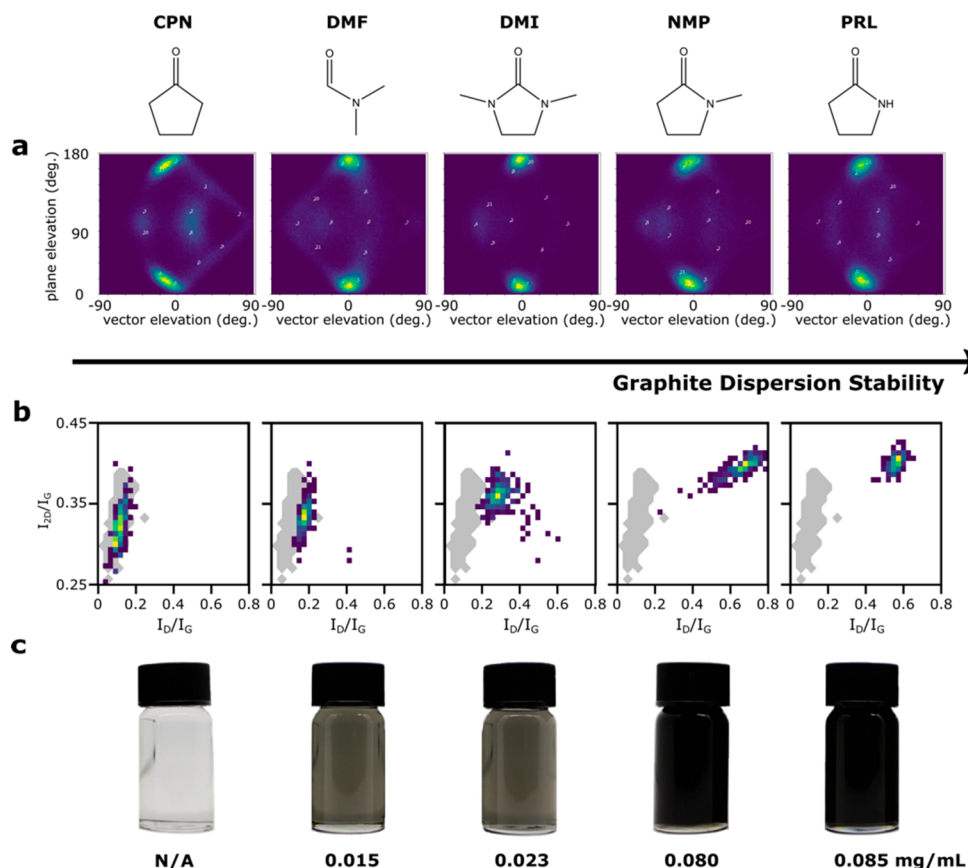 CPN DMF DMI NMP PRL
O O O O O
N N N N NH
a
plane elevation (deg.)
180
90
0
-90 0 90 -90 0 90 -90 0 90 -90 0 90 -90 0 90
vector elevation (deg.) vector elevation (deg.) vector elevation (deg.) vector elevation (deg.) vector elevation (deg.)
Graphite Dispersion Stability
b
I2D/IG
0.45
0.35
0.25
0 0.2 0.4 0.6 0.8 0 0.2 0.4 0.6 0.8 0 0.2 0.4 0.6 0.8 0 0.2 0.4 0.6 0.8 0 0.2 0.4 0.6 0.8
ID/IG ID/IG ID/IG ID/IG ID/IG
c
N/A 0.015 0.023 0.080 0.085 mg/mL